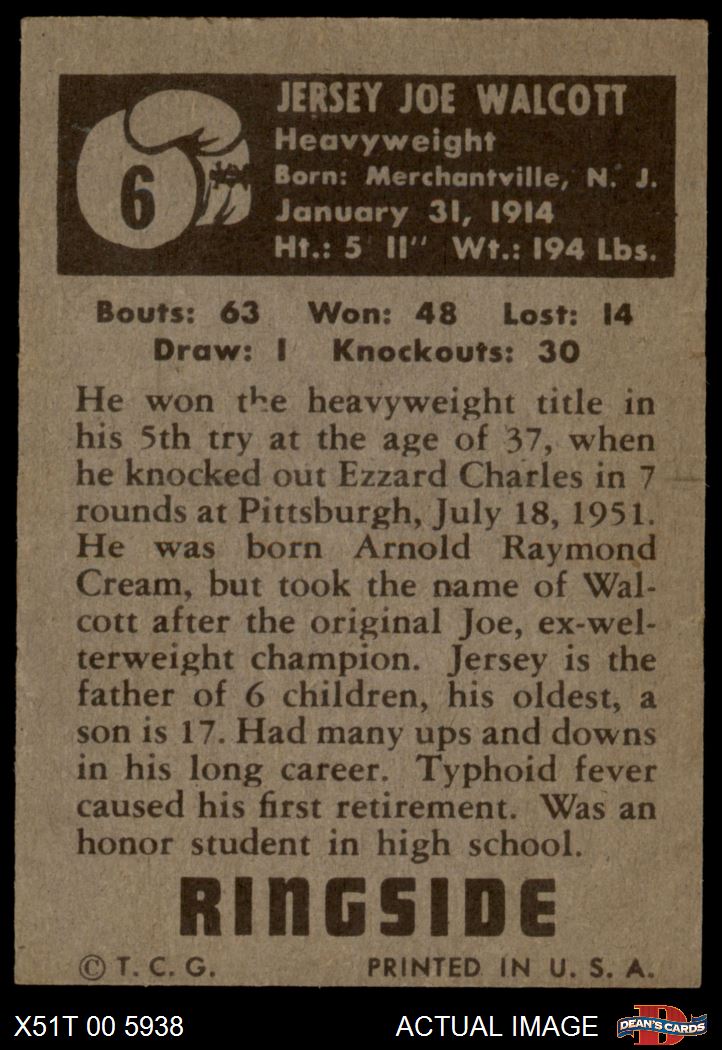 6
JERSEY JOE WALCOTT
Heavyweight
Born: Merchantville, N. J.
January 31, 1914
Ht.: 5' 11" Wt.: 194 Lbs.
Bouts: 63 Won: 48 Lost: 14
Draw: 1 Knockouts: 30
He won the heavyweight title in
his 5th try at the age of 37, when
he knocked out Ezzard Charles in 7
rounds at Pittsburgh, July 18, 1951.
He was born Arnold Raymond
Cream, but took the name of Wal-
cott after the original Joe, ex-wel-
terweight champion. Jersey is the
father of 6 children, his oldest, a
son is 17. Had many ups and downs
in his long career. Typhoid fever
caused his first retirement. Was an
honor student in high school.
RINGSIDE
© T. C. G. PRINTED IN U. S. A.
X51T 00 5938 ACTUAL IMAGE D DEAN'S CARDS